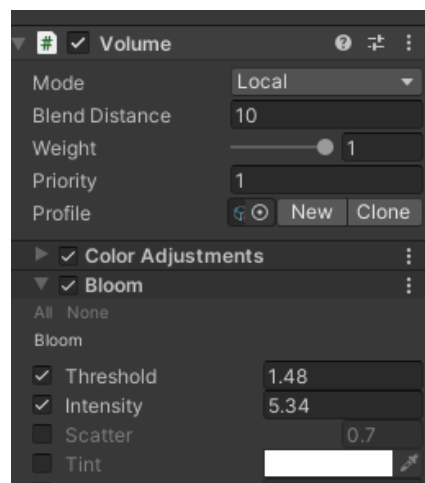 # Volume
Mode Local
Blend Distance 10
Weight 1
Priority 1
Profile New Clone
Color Adjustments
Bloom
All None
Bloom
Threshold 1.48
Intensity 5.34
Scatter 0.7
Tint